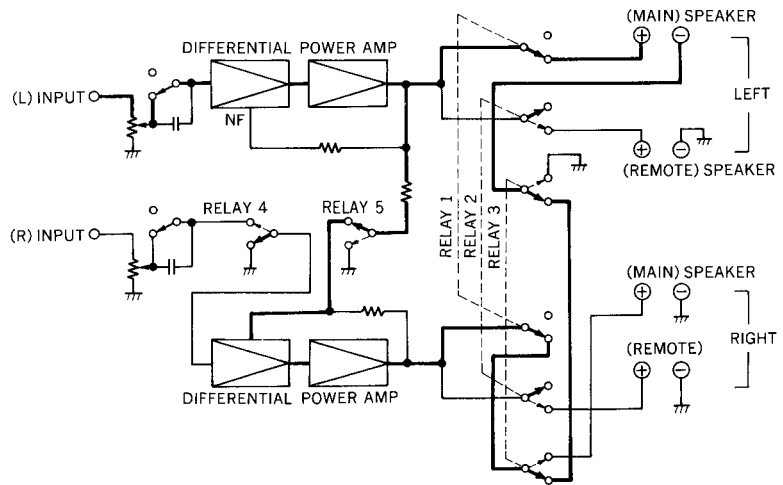 (MAIN) SPEAKER
DIFFERENTIAL POWER AMP
(L) INPUT
LEFT
NF
(REMOTE) SPEAKER
RELAY 4
RELAY 5
RELAY 1
RELAY 2
RELAY 3
(R) INPUT
(MAIN) SPEAKER
RIGHT
(REMOTE)
DIFFERENTIAL POWER AMP